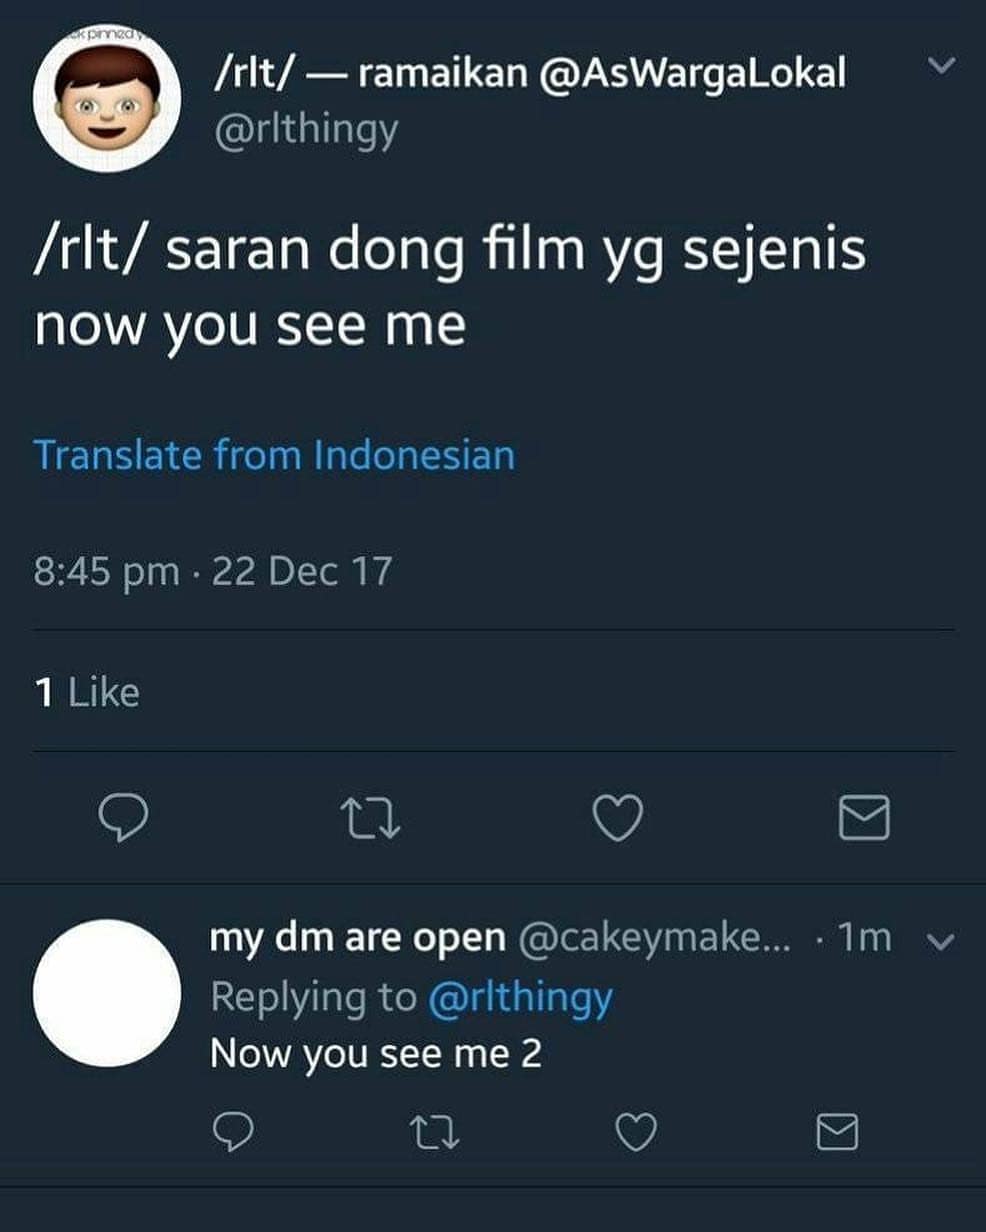 ck pinned
/rlt/ — ramaikan @AsWargaLokal
@rlthingy
/rlt/ saran dong film yg sejenis
now you see me
Translate from Indonesian
8:45 pm · 22 Dec 17
1 Like
my dm are open @cakeymake... · 1m
Replying to @rlthingy
Now you see me 2